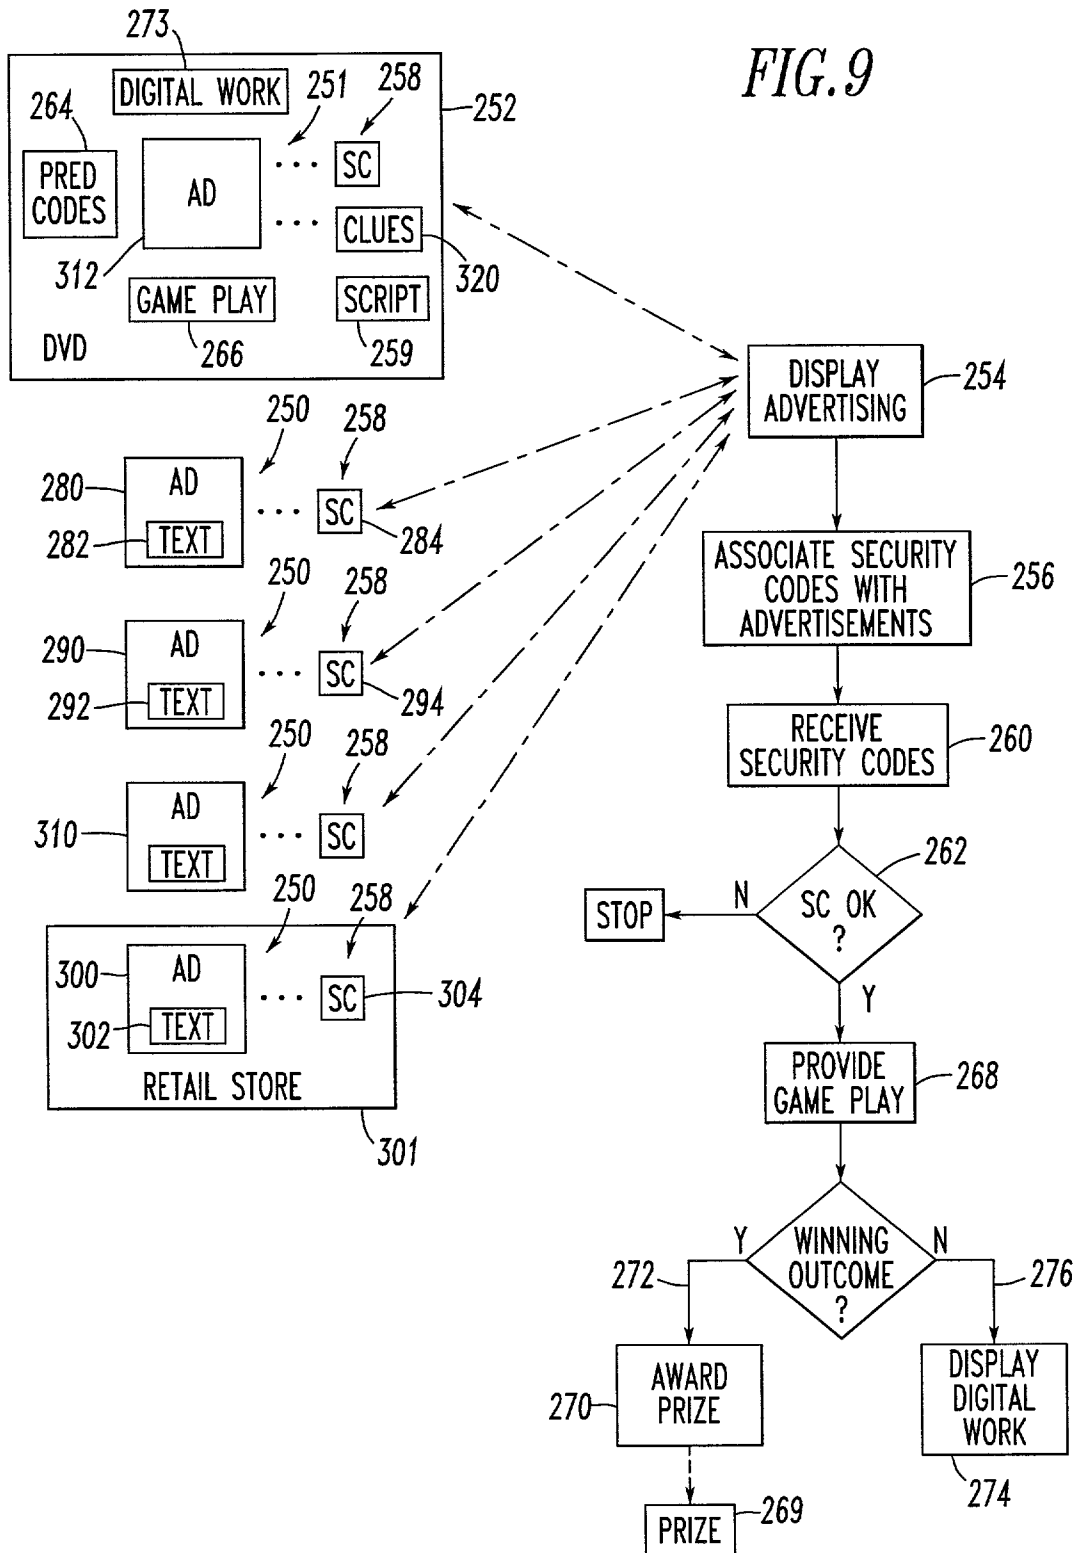 FIG.9
273
DIGITAL WORK
251
258
252
264
PRED
CODES
AD
SC
CLUES
312
320
GAME PLAY
SCRIPT
266
259
DVD
DISPLAY
ADVERTISING
254
250
258
280
AD
282
TEXT
SC
284
ASSOCIATE SECURITY
CODES WITH
ADVERTISEMENTS
256
250
258
290
AD
292
TEXT
SC
294
RECEIVE
SECURITY CODES
260
250
258
310
AD
TEXT
SC
262
SC OK
?
N
STOP
Y
250
258
300
AD
302
TEXT
SC
304
RETAIL STORE
301
PROVIDE
GAME PLAY
268
WINNING
OUTCOME
?
Y
N
272
276
AWARD
PRIZE
270
DISPLAY
DIGITAL
WORK
274
PRIZE
269